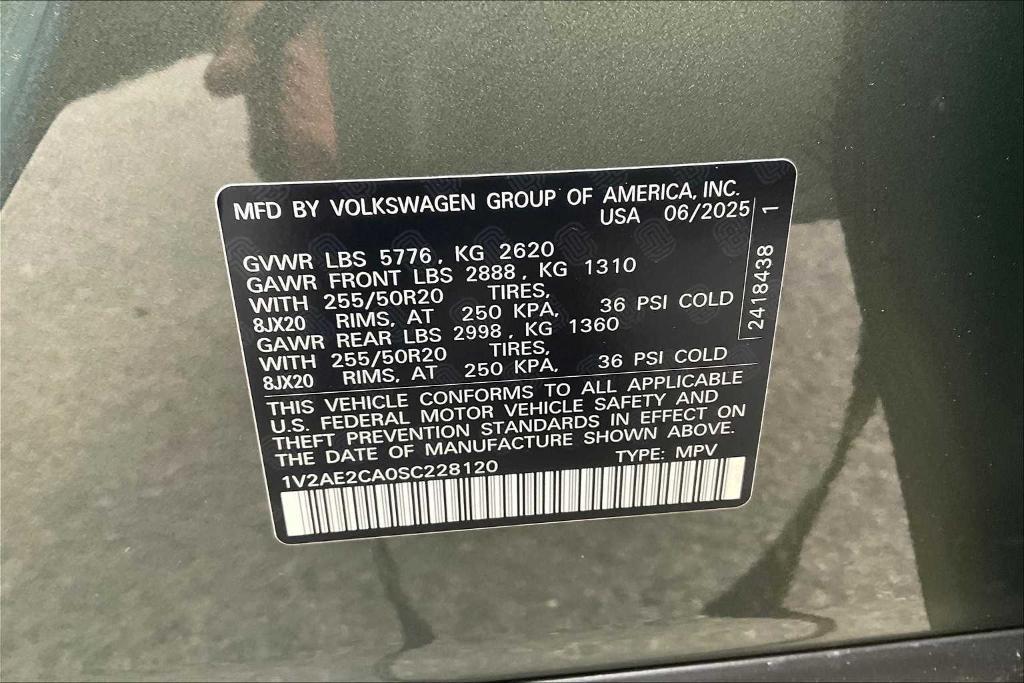 MFD BY VOLKSWAGEN GROUP OF AMERICA, INC.
USA 06/2025
GVWR LBS 5776, KG 2620
GAWR FRONT LBS 2888, KG 1310
WITH 255/50R20 TIRES,
8JX20 RIMS, AT 250 KPA, 36 PSI COLD
GAWR REAR LBS 2998, KG 1360
WITH 255/50R20 TIRES,
8JX20 RIMS, AT 250 KPA, 36 PSI COLD
THIS VEHICLE CONFORMS TO ALL APPLICABLE
U.S. FEDERAL MOTOR VEHICLE SAFETY AND
THEFT PREVENTION STANDARDS IN EFFECT ON
THE DATE OF MANUFACTURE SHOWN ABOVE.
1V2AE2CA0SC228120 TYPE: MPV
2418438 1